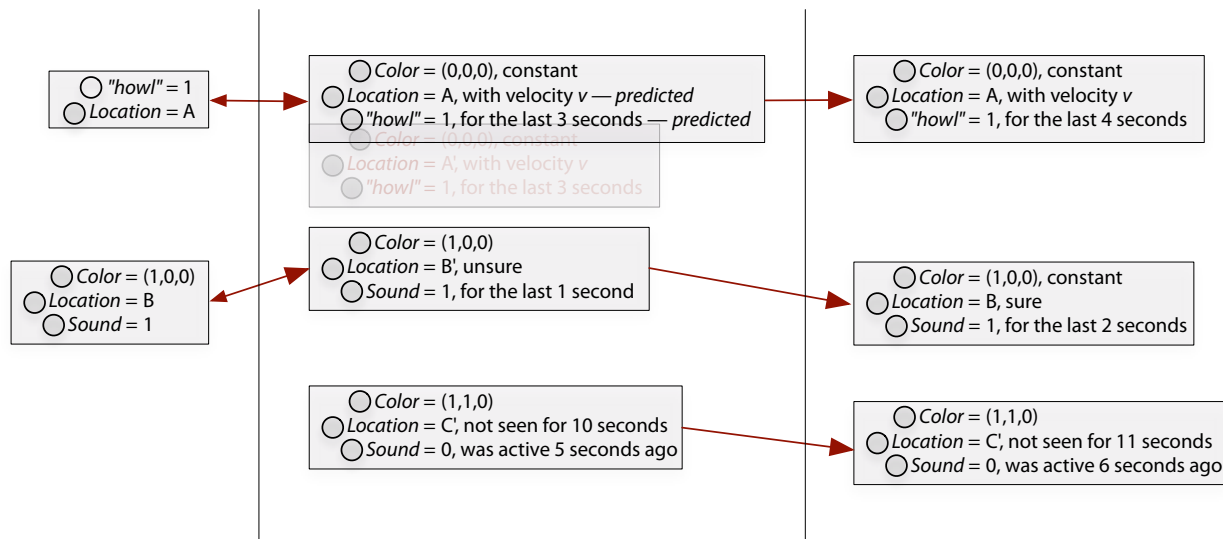 "howl" = 1
Location = A
Color = (1,0,0)
Location = B
Sound = 1
Color = (0,0,0), constant
Location = A, with velocity v — predicted
"howl" = 1, for the last 3 seconds — predicted
Color = (0,0,0), constant
Location = A', with velocity v
"howl" = 1, for the last 3 seconds
Color = (1,0,0)
Location = B', unsure
Sound = 1, for the last 1 second
Color = (1,1,0)
Location = C', not seen for 10 seconds
Sound = 0, was active 5 seconds ago
Color = (0,0,0), constant
Location = A, with velocity v
"howl" = 1, for the last 4 seconds
Color = (1,0,0), constant
Location = B, sure
Sound = 1, for the last 2 seconds
Color = (1,1,0)
Location = C', not seen for 11 seconds
Sound = 0, was active 6 seconds ago